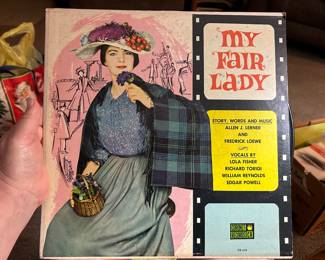 MY
FAIR
LADY
STORY, WORDS AND MUSIC
ALLEN J. LERNER
AND
FREDRICK LOEWE
VOCALS BY
LOLA FISHER
RICHARD TORIGI
WILLIAM REYNOLDS
EDGAR POWELL